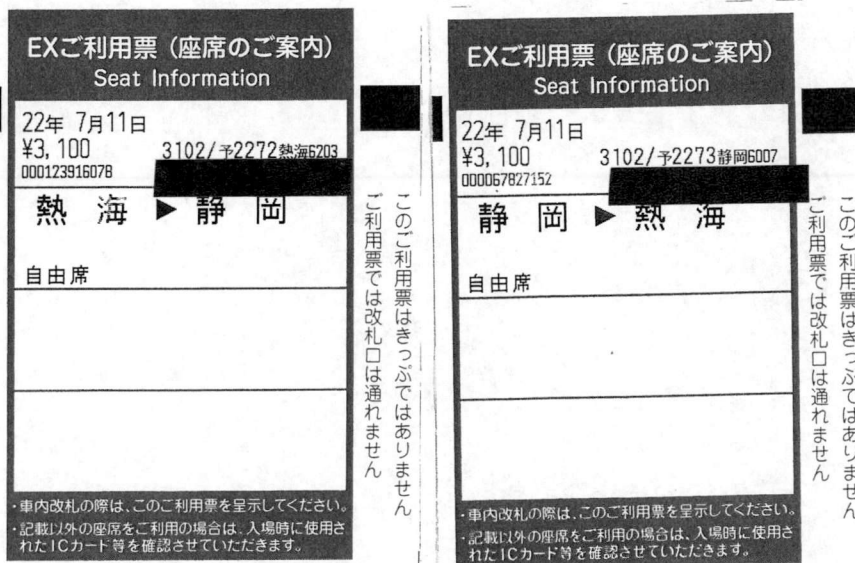 EXご利用票（座席のご案内）
Seat Information
22年 7月11日
¥3,100 3102/予2272熱海6203
000123916078
熱 海 ▶ 静 岡
自由席
・車内改札の際は、このご利用票を呈示してください。
・記載以外の座席をご利用の場合は、入場時に使用さ
れたICカード等を確認させていただきます。
このご利用票はきっぷではありません
ご利用票では改札口は通れません
EXご利用票（座席のご案内）
Seat Information
22年 7月11日
¥3,100 3102/予2273静岡6007
000067827152
静 岡 ▶ 熱 海
自由席
・車内改札の際は、このご利用票を呈示してください。
・記載以外の座席をご利用の場合は、入場時に使用さ
れたICカード等を確認させていただきます。
このご利用票はきっぷではありません
ご利用票では改札口は通れません